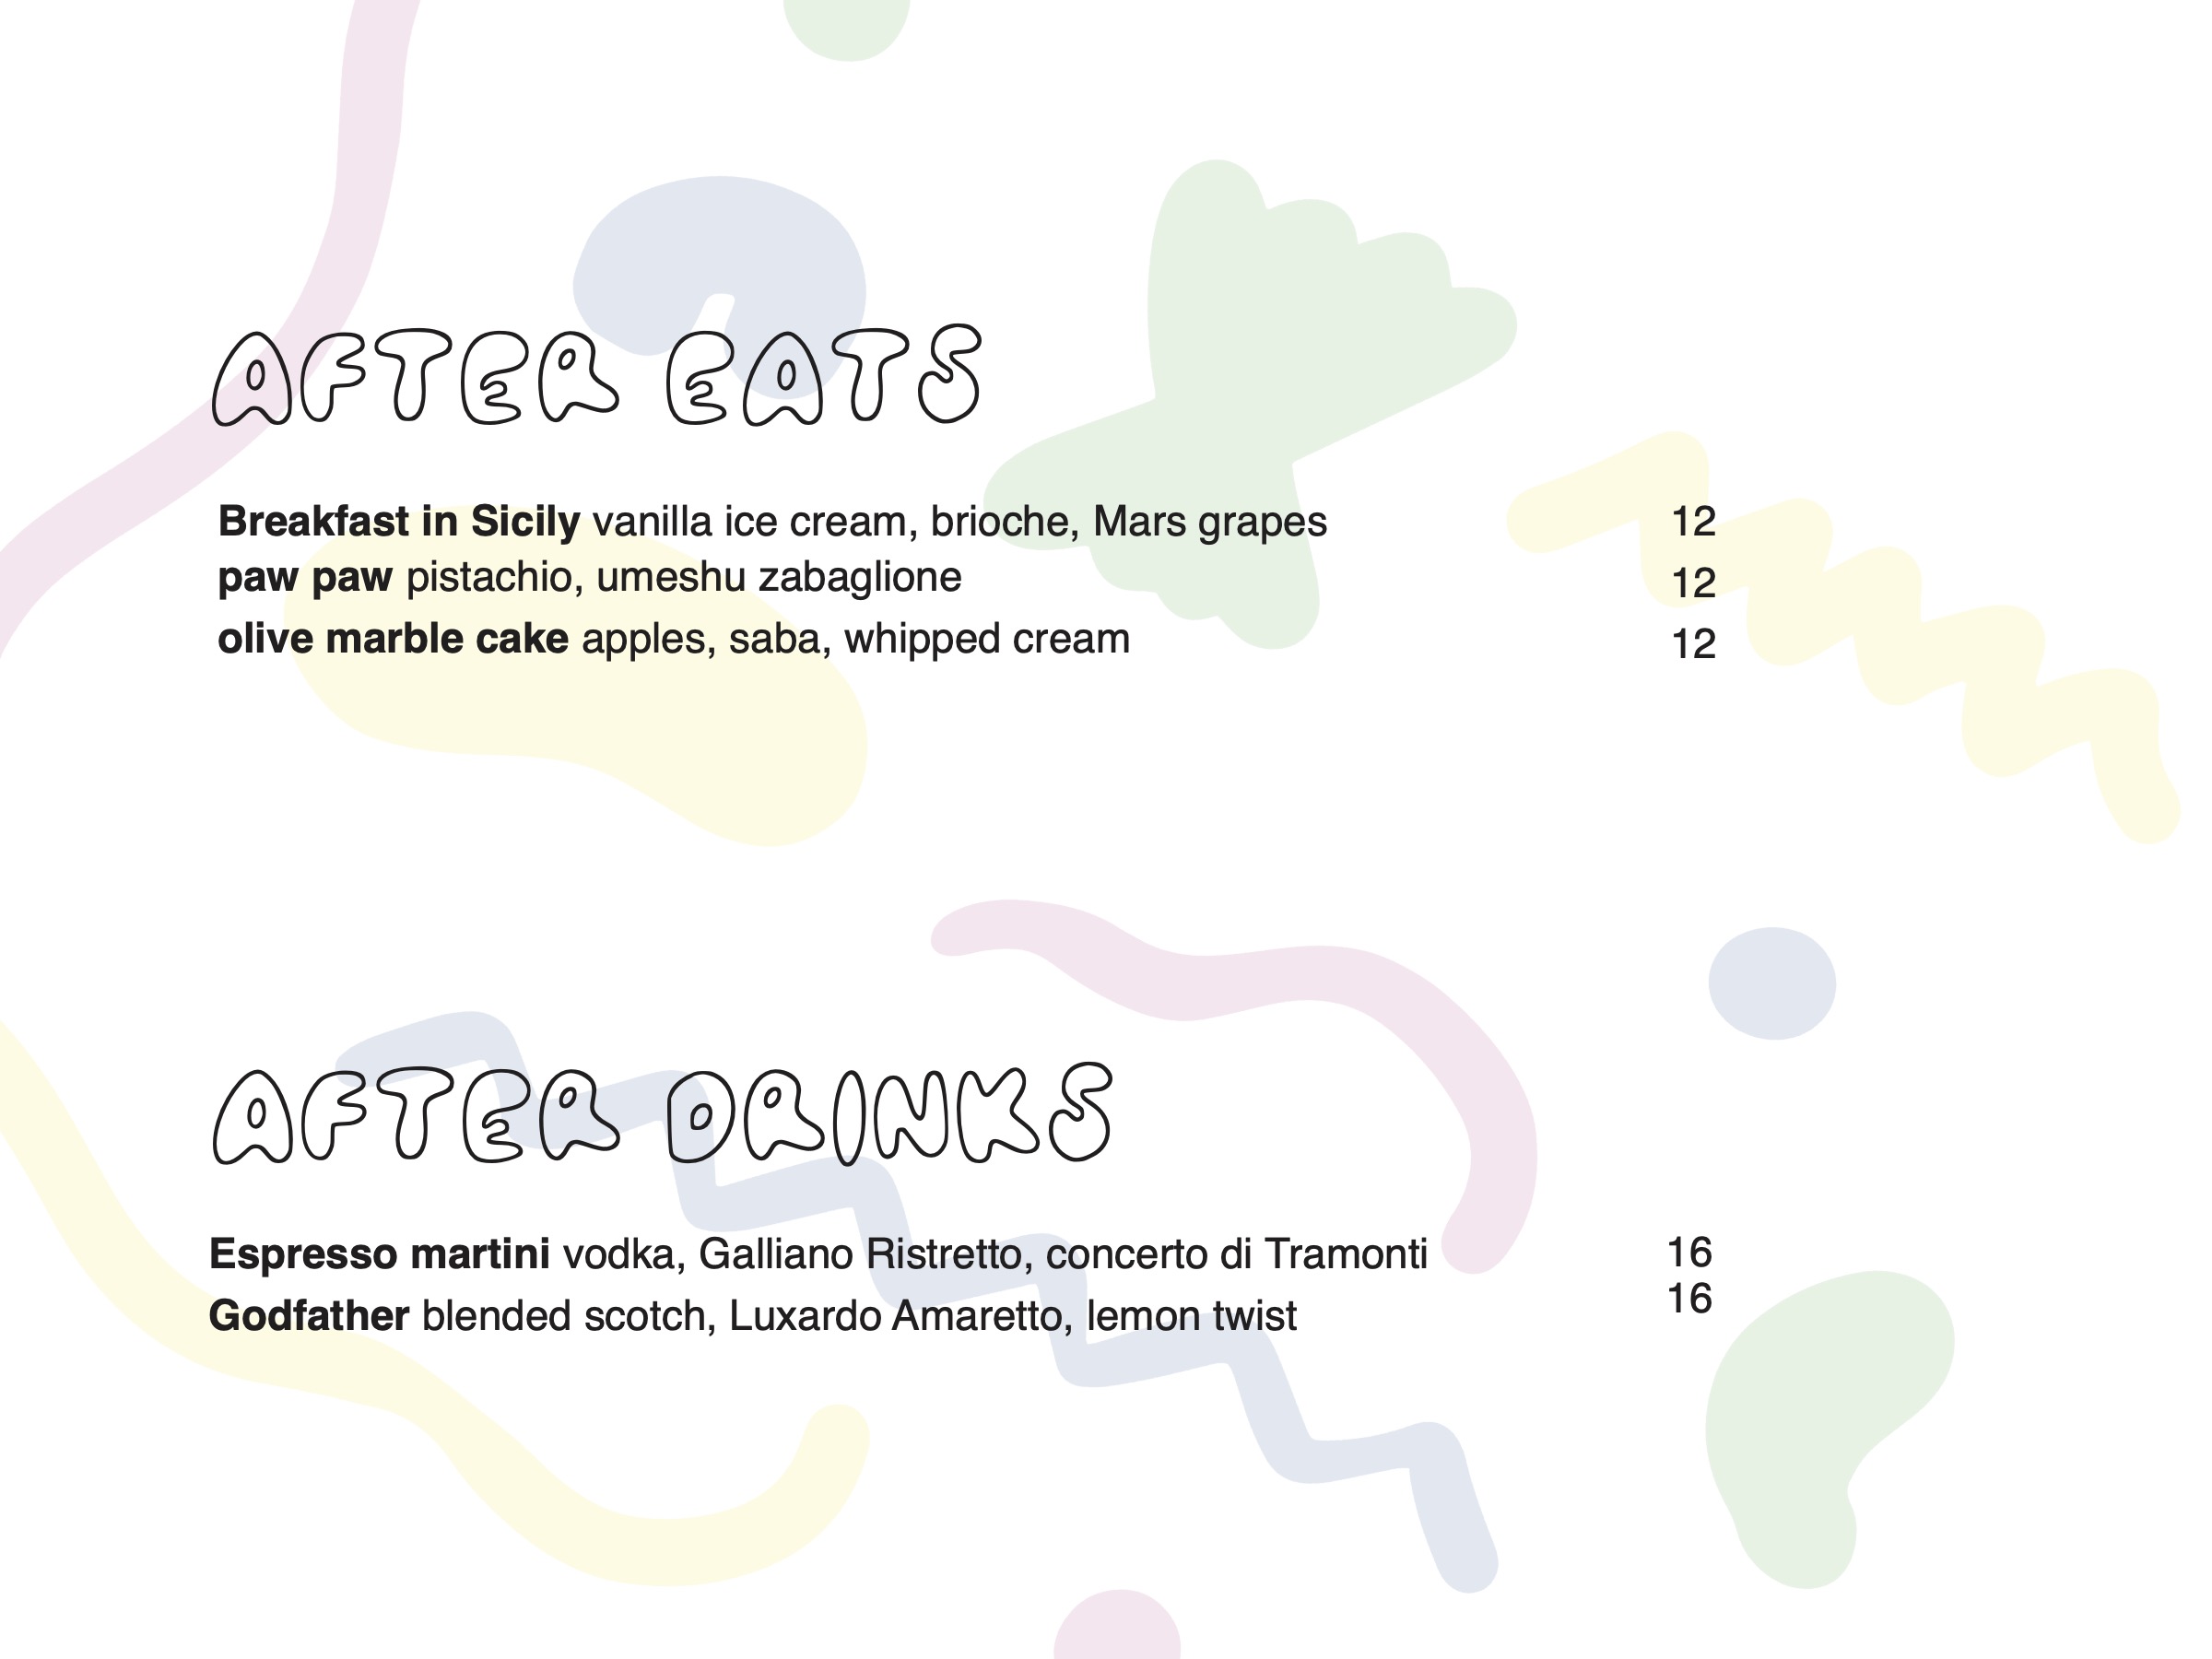 AFTER EATS
Breakfast in Sicily vanilla ice cream, brioche, Mars grapes 12
paw paw pistachio, umeshu zabaglione 12
olive marble cake apples, saba, whipped cream 12
AFTER DRINKS
Espresso martini vodka, Galliano Ristretto, concerto di Tramonti 16
Godfather blended scotch, Luxardo Amaretto, lemon twist 16